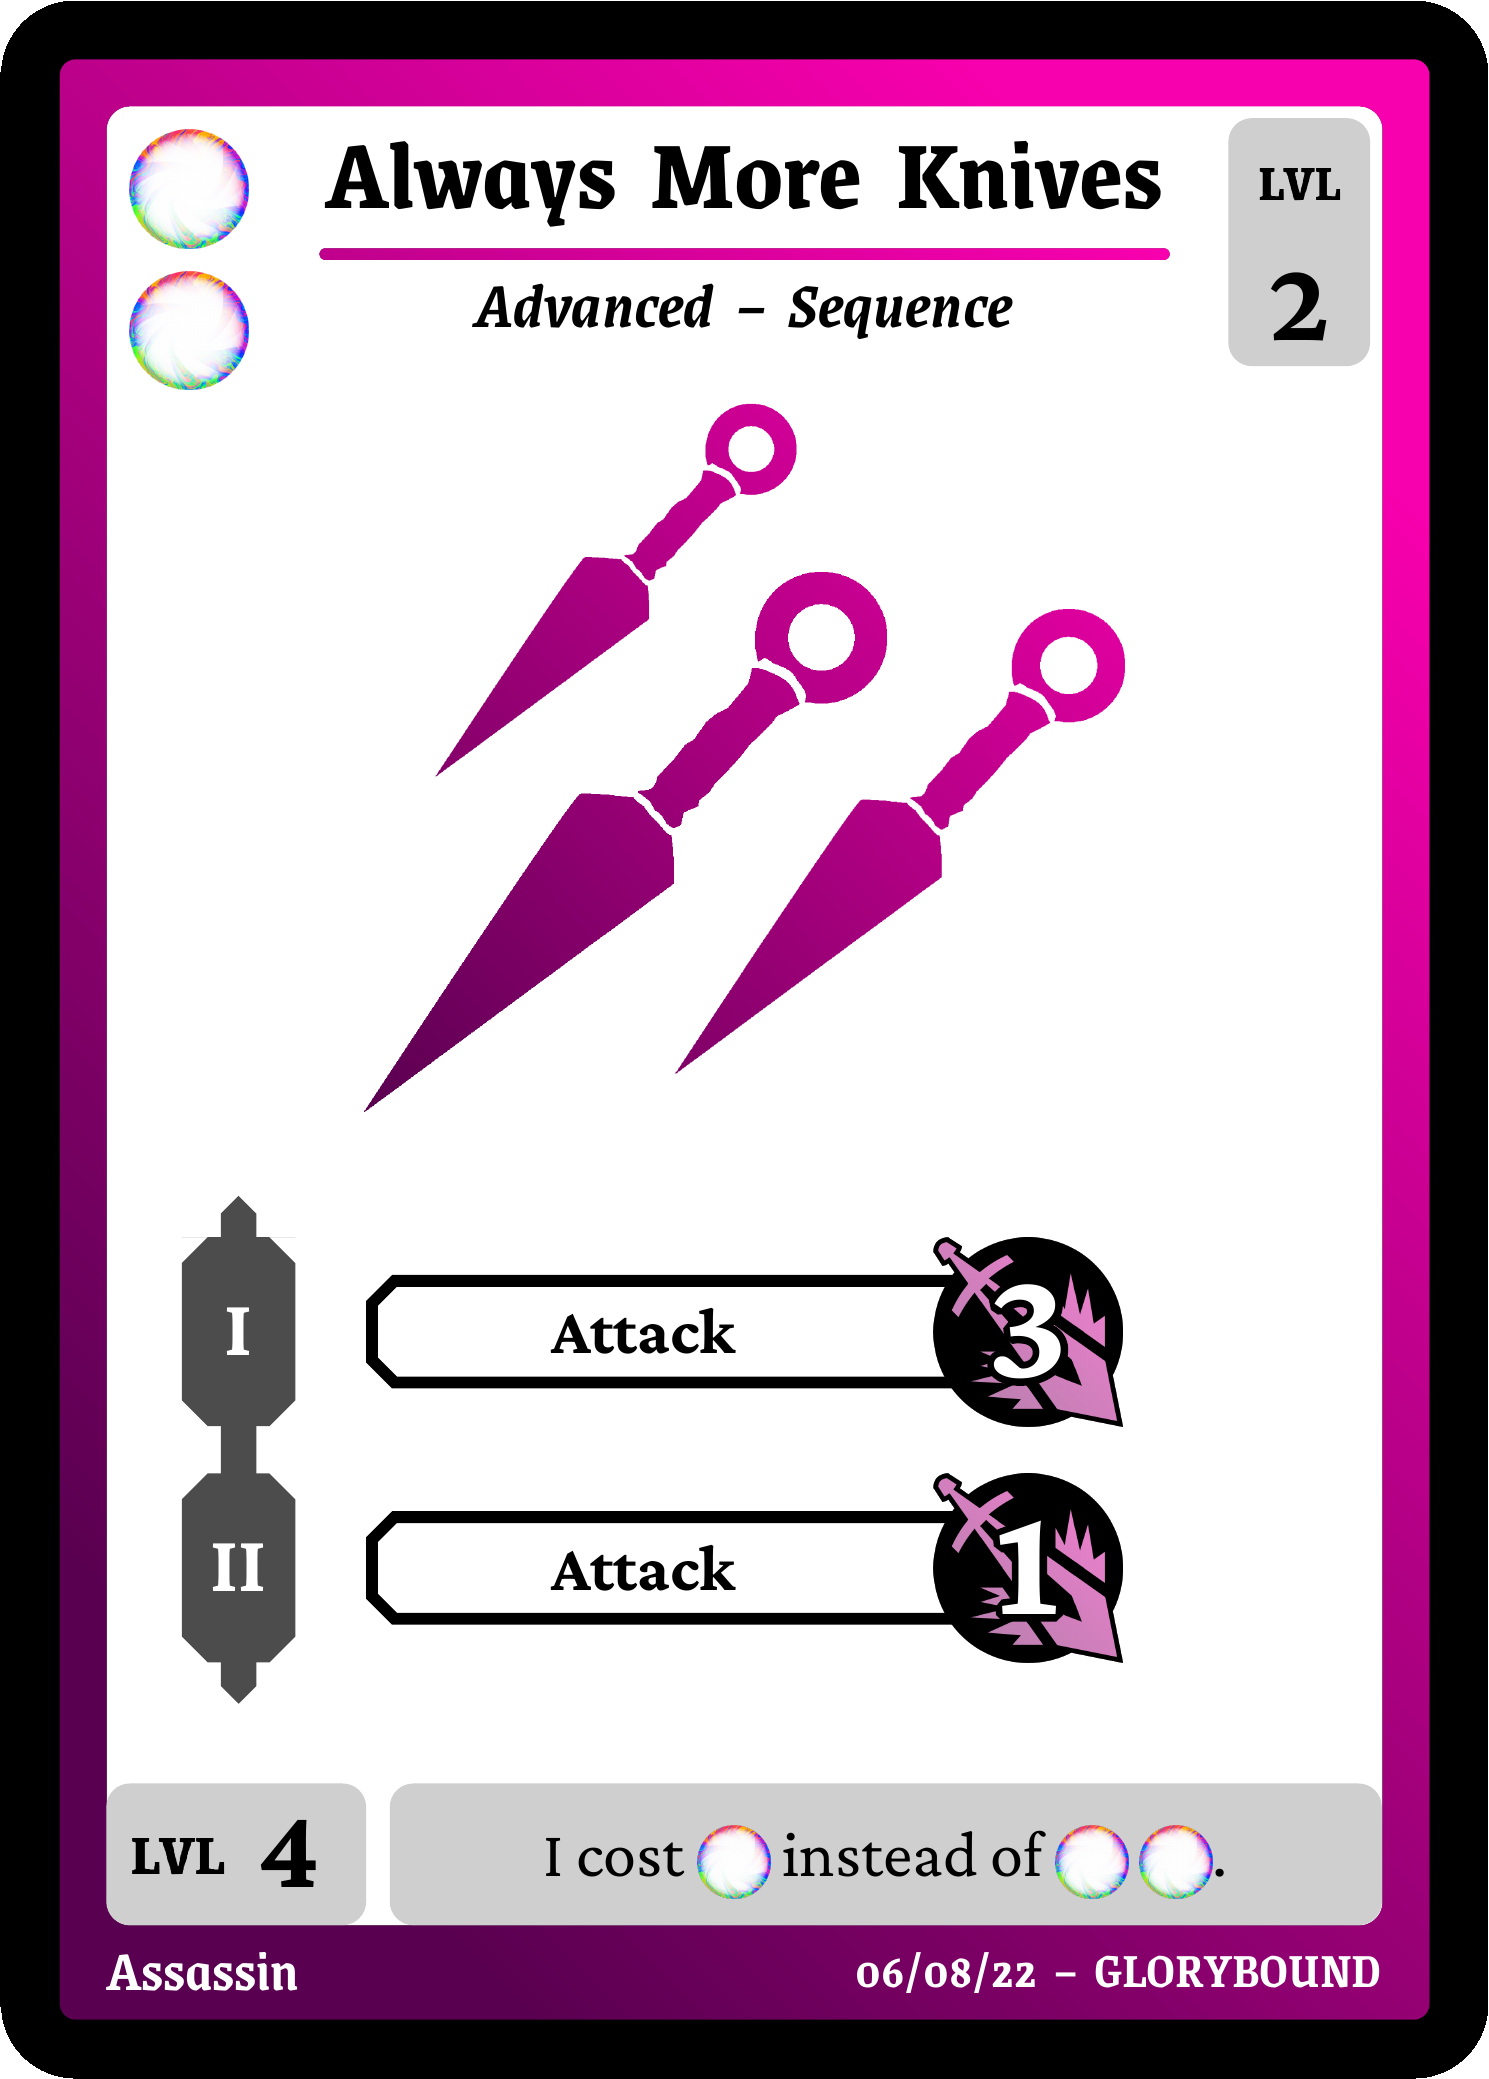 Always More Knives
LVL
2
Advanced – Sequence
I
Attack
3
II
Attack
1
LVL 4
I cost instead of .
Assassin
06/08/22 – GLORYBOUND